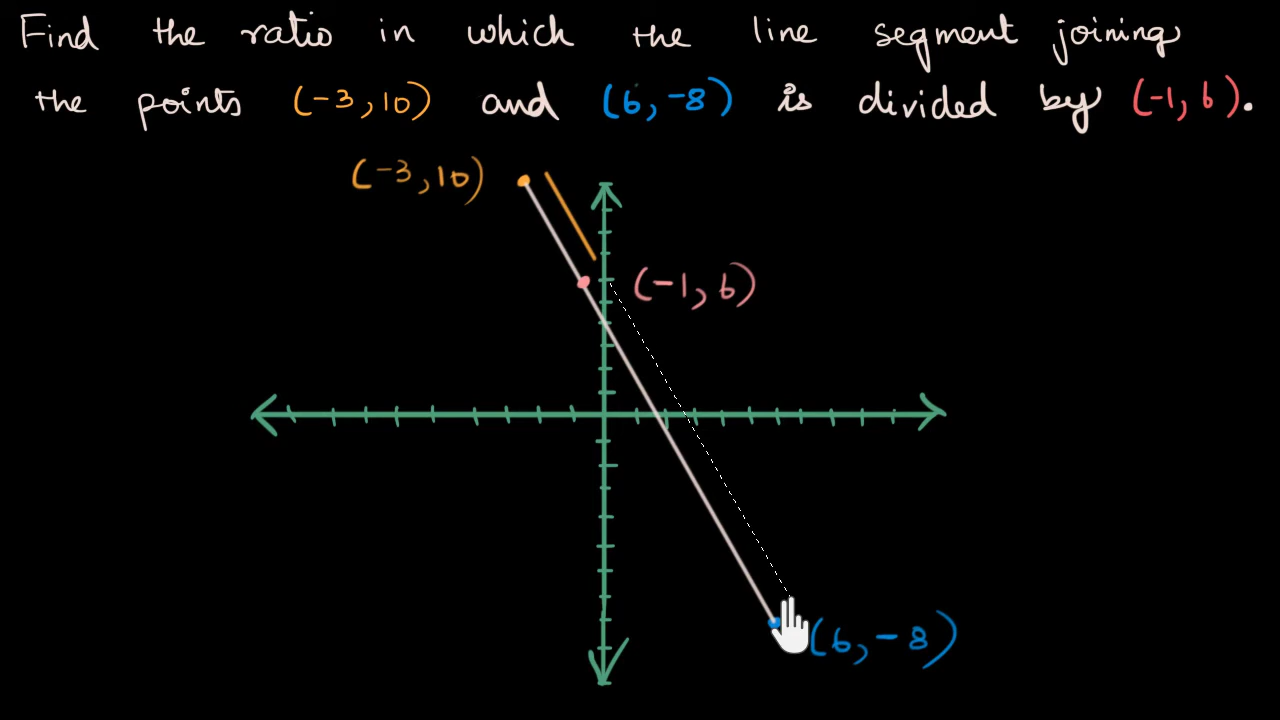 Find the ratio in which the line segment joining
the points (-3, 10) and (6, -8) is divided by (-1, 6).
(-3, 10)
(-1, 6)
(6, -8)